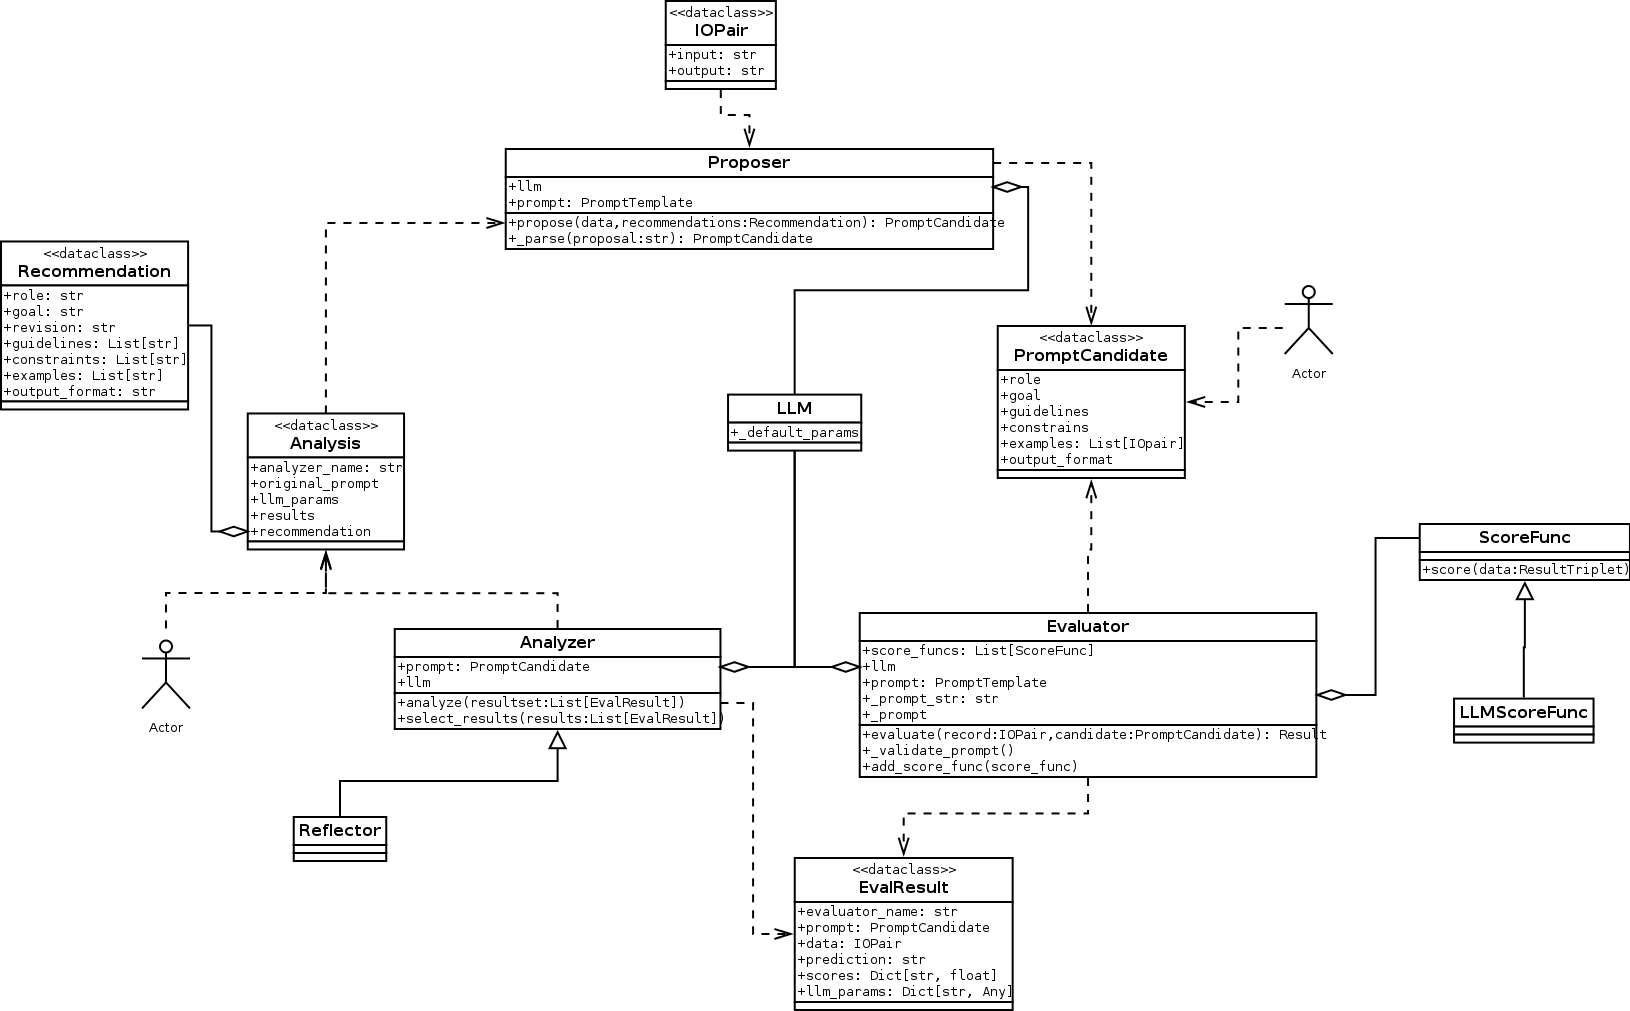 <<dataclass>>
IOPair
+input: str
+output: str
Proposer
+llm
+prompt: PromptTemplate
+propose(data,recommendations:Recommendation): PromptCandidate
+_parse(proposal:str): PromptCandidate
<<dataclass>>
Recommendation
+role: str
+goal: str
+revision: str
+guidelines: List[str]
+constraints: List[str]
+examples: List[str]
+output_format: str
<<dataclass>>
PromptCandidate
+role
+goal
+guidelines
+constrains
+examples: List[IOpair]
+output_format
Actor
LLM
+_default_params
<<dataclass>>
Analysis
+analyzer_name: str
+original_prompt
+llm_params
+results
+recommendation
ScoreFunc
+score(data:ResultTriplet)
Actor
Analyzer
+prompt: PromptCandidate
+llm
+analyze(resultset:List[EvalResult])
+select_results(results:List[EvalResult])
Evaluator
+score_funcs: List[ScoreFunc]
+llm
+prompt: PromptTemplate
+_prompt_str: str
+_prompt
+evaluate(record:IOPair,candidate:PromptCandidate): Result
+_validate_prompt()
+add_score_func(score_func)
LLMScoreFunc
Reflector
<<dataclass>>
EvalResult
+evaluator_name: str
+prompt: PromptCandidate
+data: IOPair
+prediction: str
+scores: Dict[str, float]
+llm_params: Dict[str, Any]